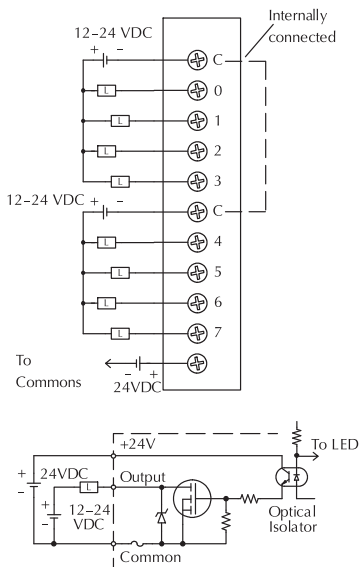 Internally
connected
12–24 VDC
+ –
C
L 0
L 1
L 2
L 3
12–24 VDC + –
C
L 4
L 5
L 6
L 7
To
Commons
– +
24VDC
+24V
To LED
+ 24VDC
–
Output
L
+ 12–24
– VDC
Optical
Isolator
Common